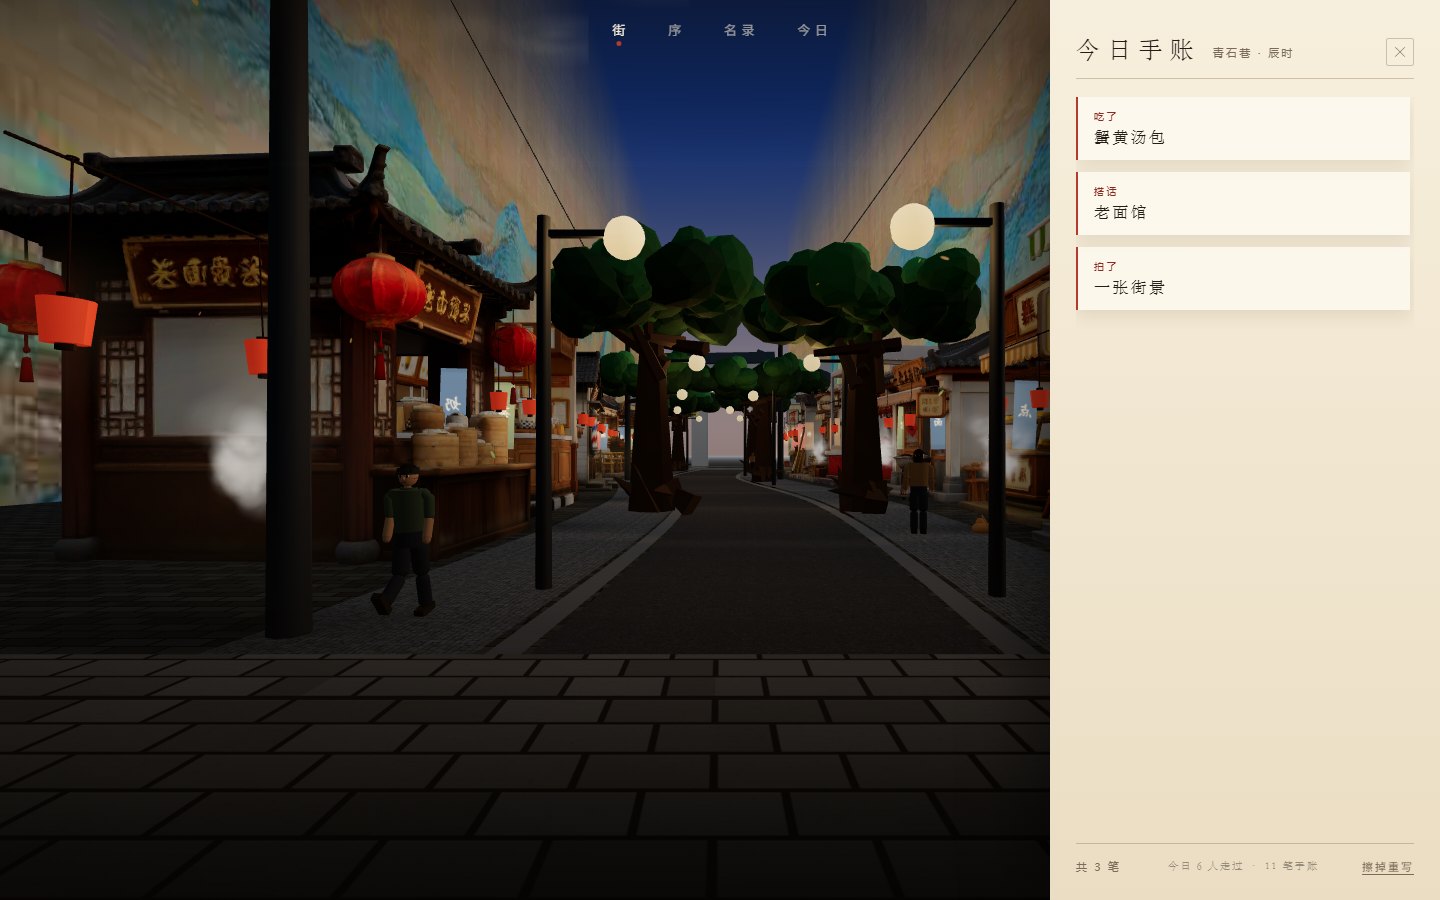 街 序 名录 今日
今日手账 青石巷 · 辰时
吃了
蟹黄汤包
搭话
老面馆
拍了
一张街景
奶
点
共 3 笔 今日 6 人走过 · 11 笔手账 擦掉重写